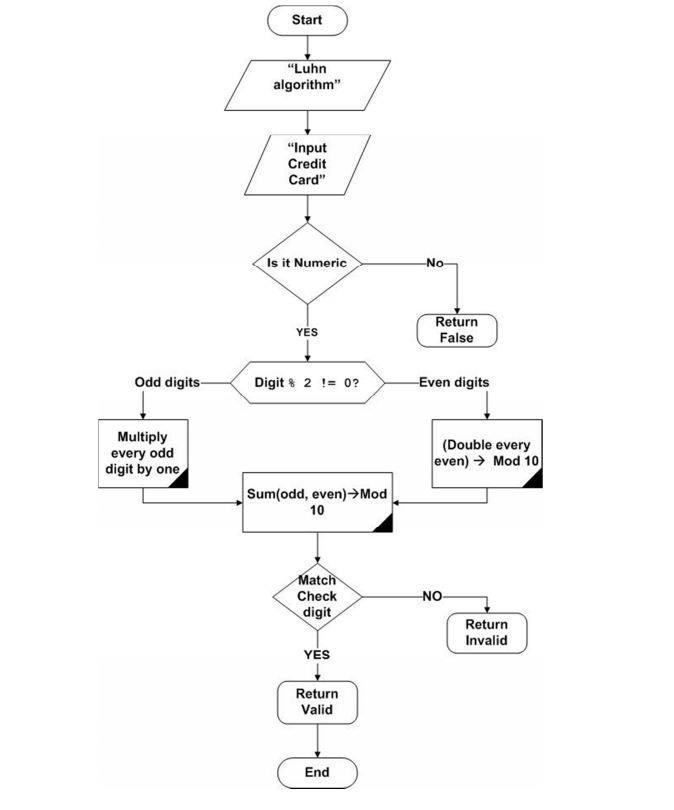 Start
“Luhn
algorithm”
“Input
Credit
Card”
Is it Numeric
No
Return
False
YES
Odd digits
Digit % 2 != 0?
Even digits
Multiply
every odd
digit by one
(Double every
even) → Mod 10
Sum(odd, even)→Mod
10
Match
Check
digit
NO
Return
Invalid
YES
Return
Valid
End